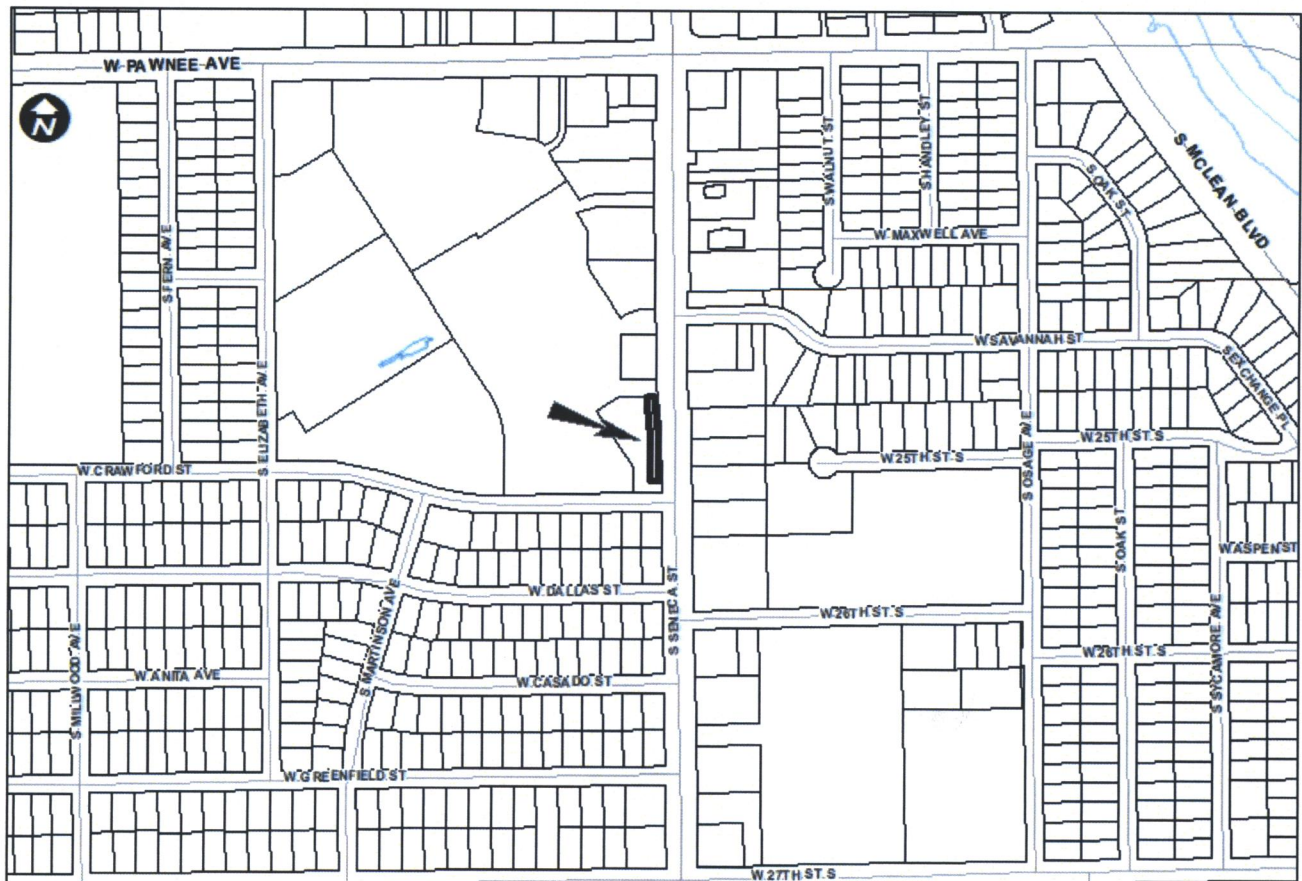 W PAWNEE AVE
N
S FERN AVE
S ELIZABETH AVE
S WALNUT ST
S HANDLEY ST
S OAK ST
S MCLEAN BLVD
W MAXWELL AVE
W SAVANNAH ST
S EXCHANGE PL
W 25TH ST S
W 25TH ST S
S OSAGE AVE
W CRAWFORD ST
S OAK ST
W ASPEN ST
W DALLAS ST
S SENECA ST
W 26TH ST S
W 26TH ST S
S MARTINSON AVE
S MILLWOOD AVE
W ANITA AVE
W CASADO ST
S SYCAMORE AVE
W GREENFIELD ST
W 27TH ST S